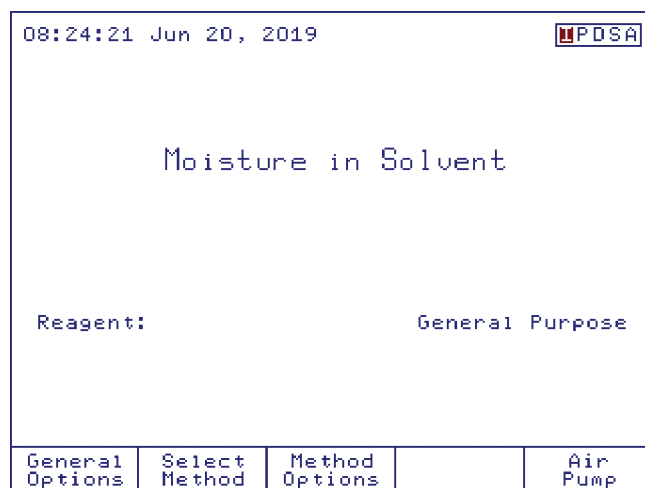 08:24:21 Jun 20, 2019 IPDSA
Moisture in Solvent
Reagent: General Purpose
General Options Select Method Method Options Air Pump